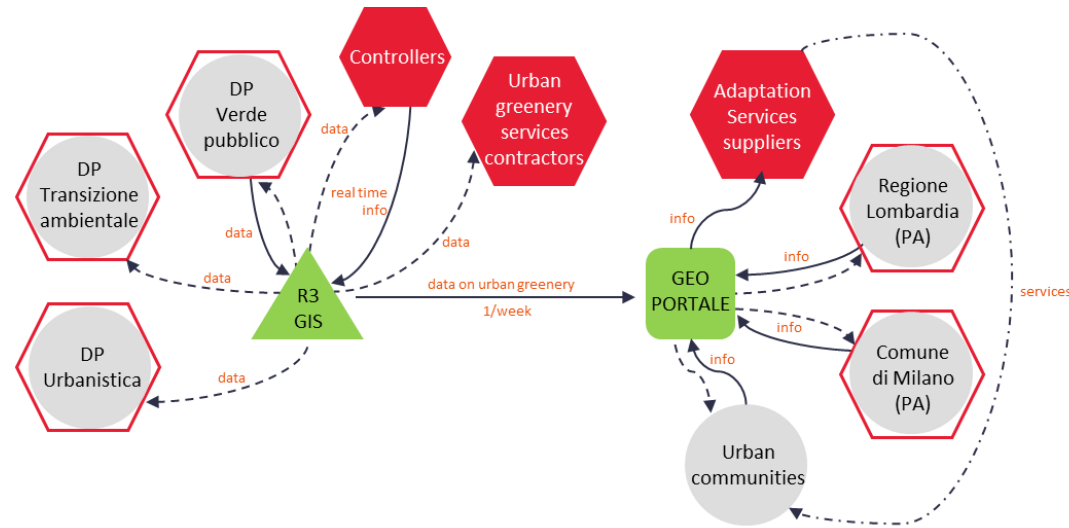 Controllers
DP
Verde
pubblico
Urban
greenery
services
contractors
Adaptation
Services
suppliers
data
DP
Transizione
ambientale
Regione
Lombardia
(PA)
real time
info
data
data
info
info
data
R3
GIS
GEO
PORTALE
data on urban greenery
1/week
services
info
DP
Urbanistica
data
info
Comune
di Milano
(PA)
Urban
communities